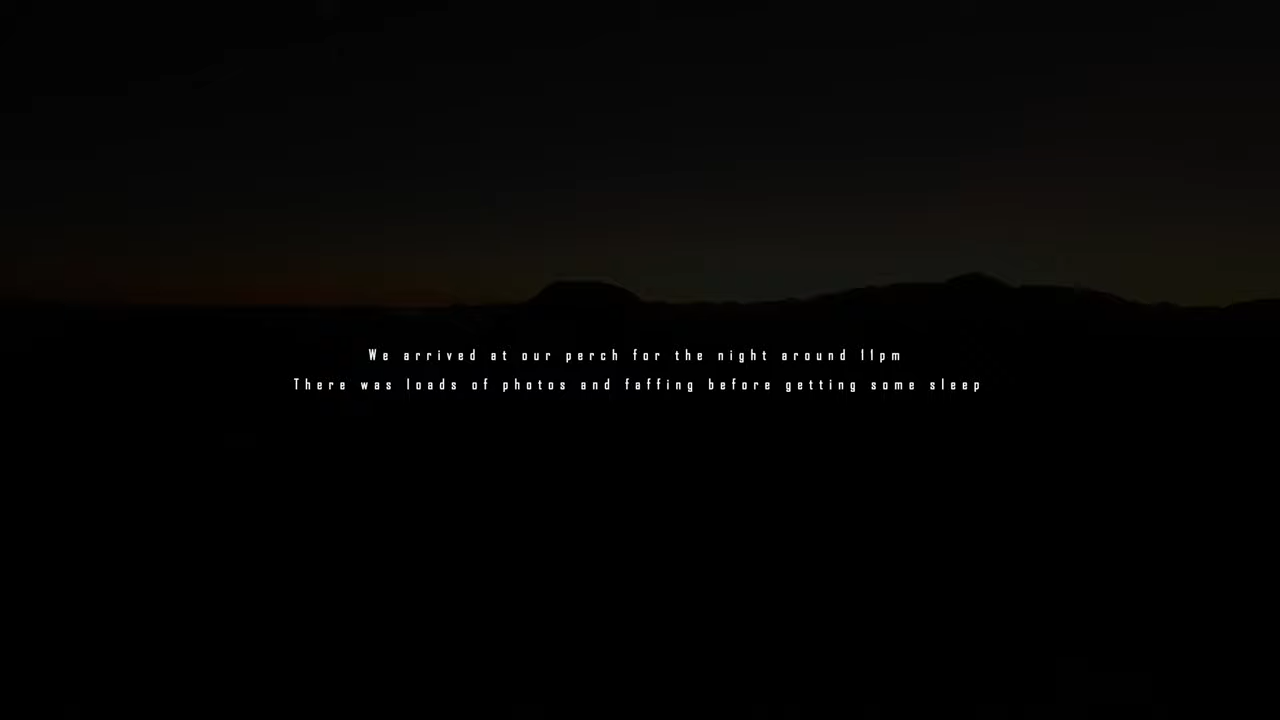 We arrived at our perch for the night around 11pm
There was loads of photos and faffing before getting some sleep